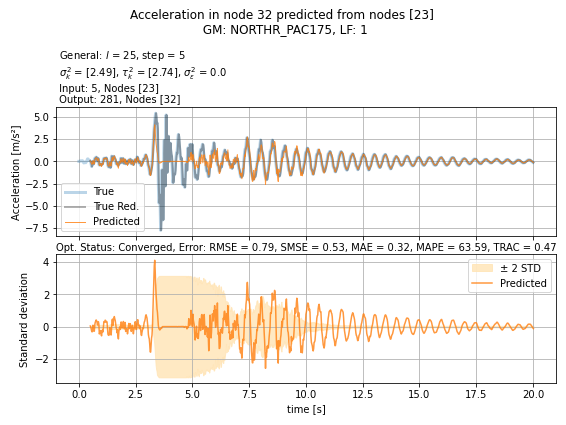 Acceleration in node 32 predicted from nodes [23]
GM: NORTHR_PAC175, LF: 1
General: l = 25, step = 5
σ_k^2 = [2.49], τ_k^2 = [2.74], σ_ε^2 = 0.0
Input: 5, Nodes [23]
Output: 281, Nodes [32]
Acceleration [m/s²]
5.0
2.5
0.0
−2.5
−5.0
−7.5
True
True Red.
Predicted
Opt. Status: Converged, Error: RMSE = 0.79, SMSE = 0.53, MAE = 0.32, MAPE = 63.59, TRAC = 0.47
Standard deviation
4
2
0
−2
± 2 STD
Predicted
0.0 2.5 5.0 7.5 10.0 12.5 15.0 17.5 20.0
time [s]